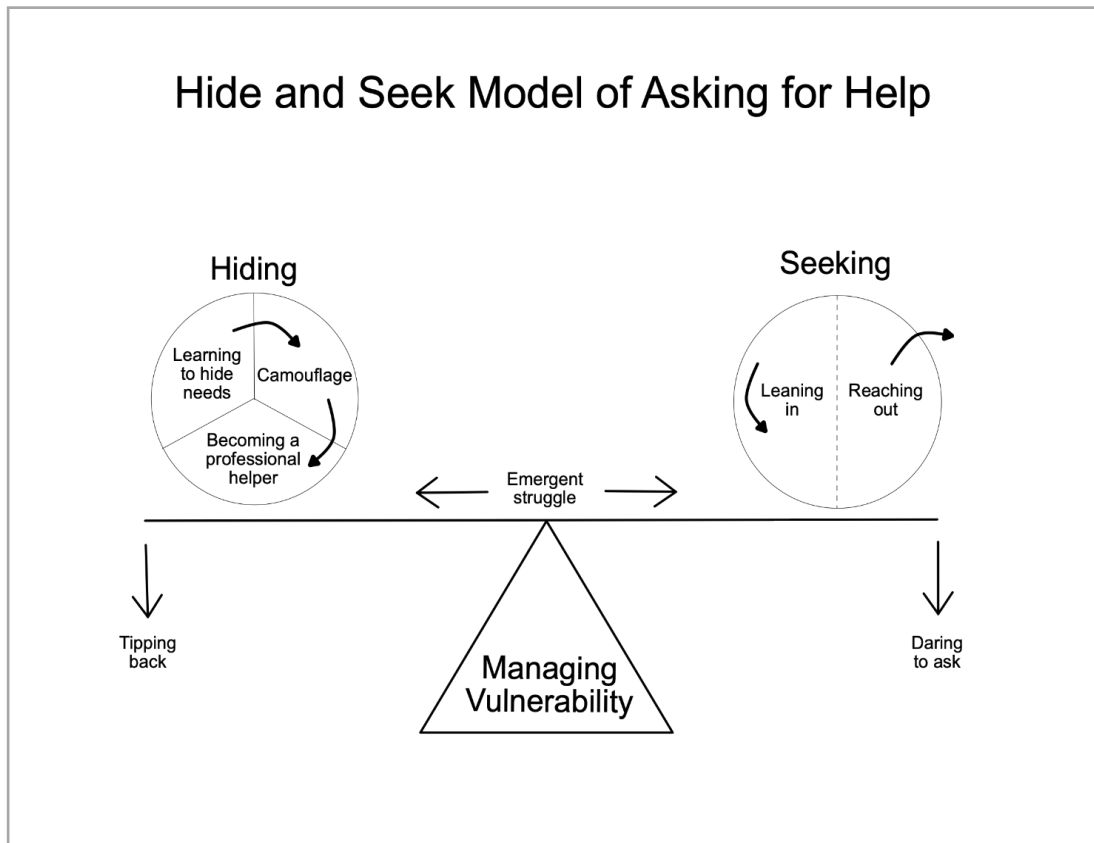 Hide and Seek Model of Asking for Help
Hiding
Seeking
Learning
to hide
needs
Camouflage
Becoming a
professional
helper
Leaning
in
Reaching
out
Emergent
struggle
Tipping
back
Daring
to ask
Managing
Vulnerability